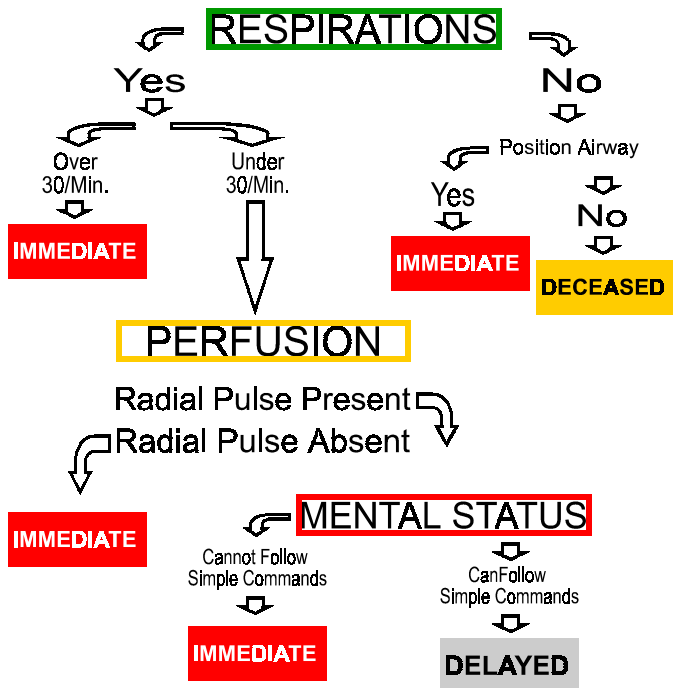 RESPIRATIONS
Yes
No
Over
30/Min.
Under
30/Min.
Position Airway
Yes
No
IMMEDIATE
IMMEDIATE
DECEASED
PERFUSION
Radial Pulse Present
Radial Pulse Absent
IMMEDIATE
MENTAL STATUS
Cannot Follow
Simple Commands
CanFollow
Simple Commands
IMMEDIATE
DELAYED